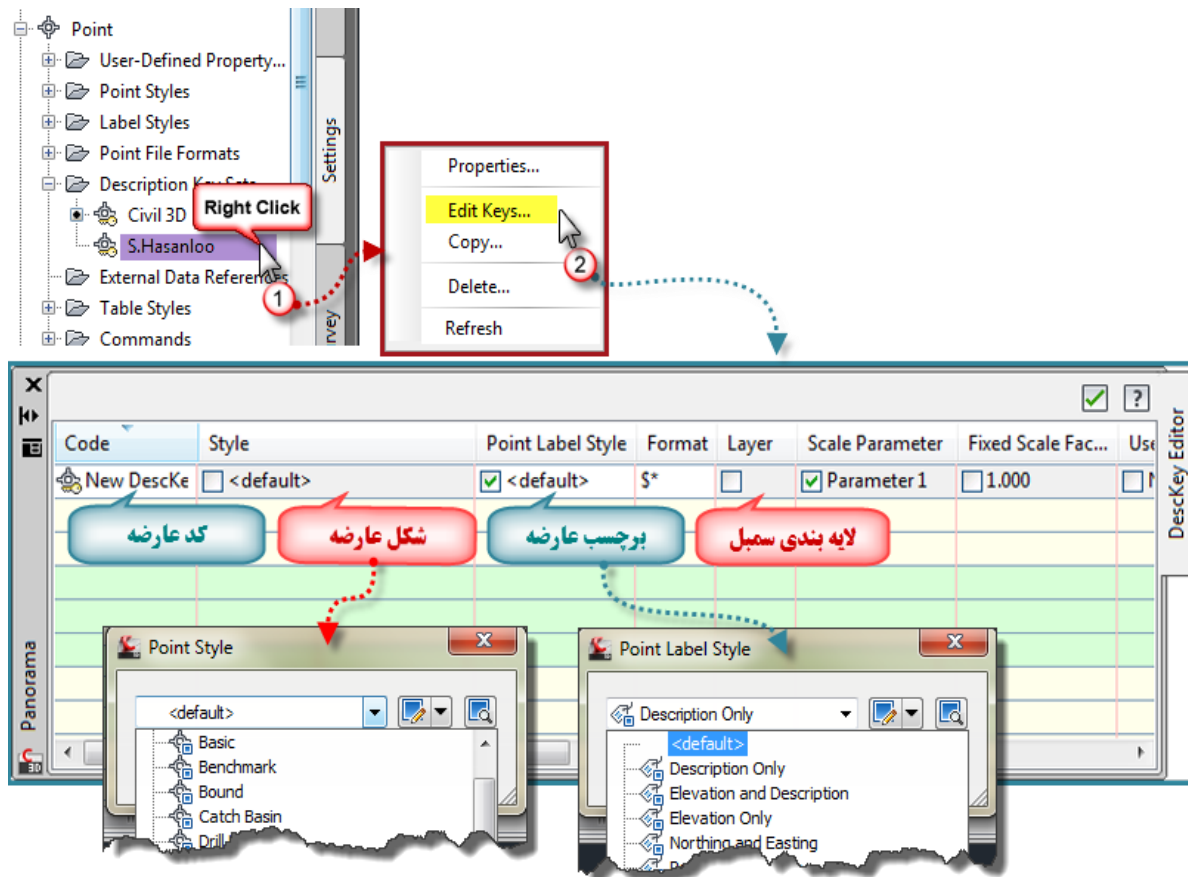 Point
User-Defined Property...
Point Styles
Label Styles
Point File Formats
Description Key Sets
Civil 3D
Right Click
S.Hasanloo
External Data References
1
Table Styles
Commands
Settings
Properties...
Edit Keys...
Copy...
2
Delete...
Refresh
Code Style Point Label Style Format Layer Scale Parameter Fixed Scale Fac...
New DescKe <default> <default> $* Parameter 1 1.000
کد عارضه
شکل عارضه
برچسب عارضه
لایه بندی سمبل
DescKey Editor
Panorama
Point Style
<default>
Basic
Benchmark
Bound
Catch Basin
Point Label Style
Description Only
<default>
Description Only
Elevation and Description
Elevation Only
Northing and Easting